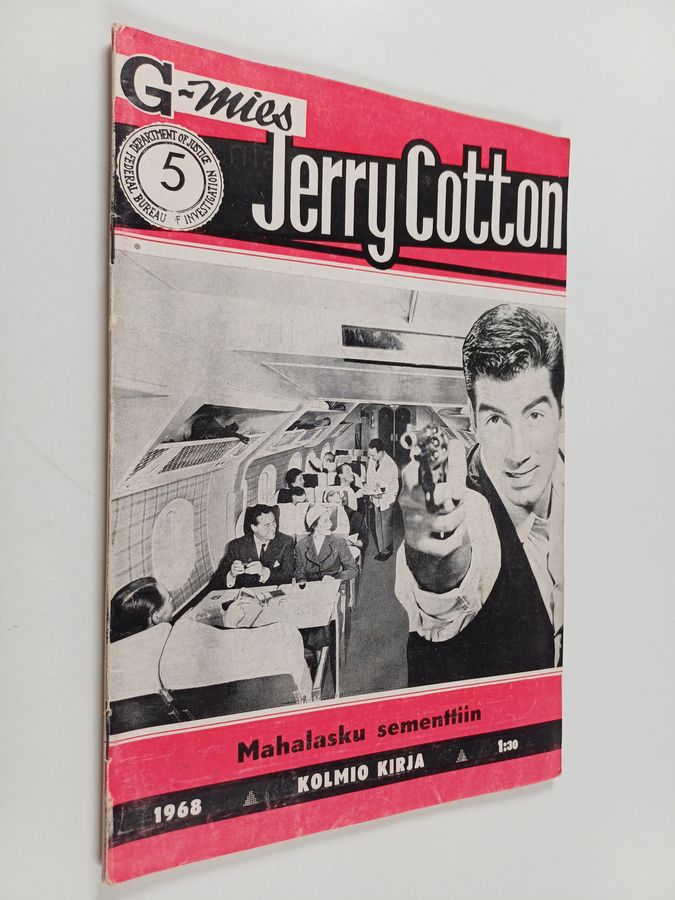 G-mies
DEPARTMENT OF JUSTICE
5
FEDERAL BUREAU OF INVESTIGATION
Jerry Cotton
Mahalasku sementtiin
1968 KOLMIO KIRJA 1:30